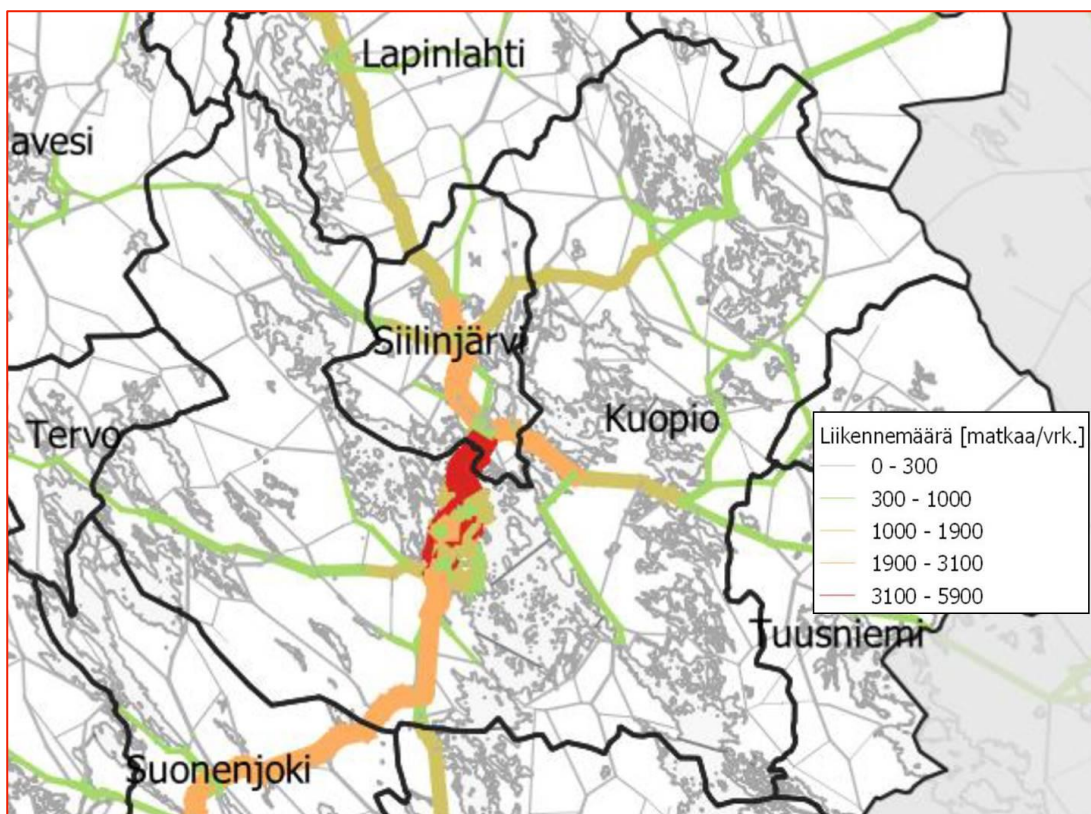 Lapinlahti
avesi
Siilinjärvi
Kuopio
Tervo
Liikennemäärä [matkaa/vrk.]
0 - 300
300 - 1000
1000 - 1900
1900 - 3100
3100 - 5900
Tuusniemi
Suonenjoki